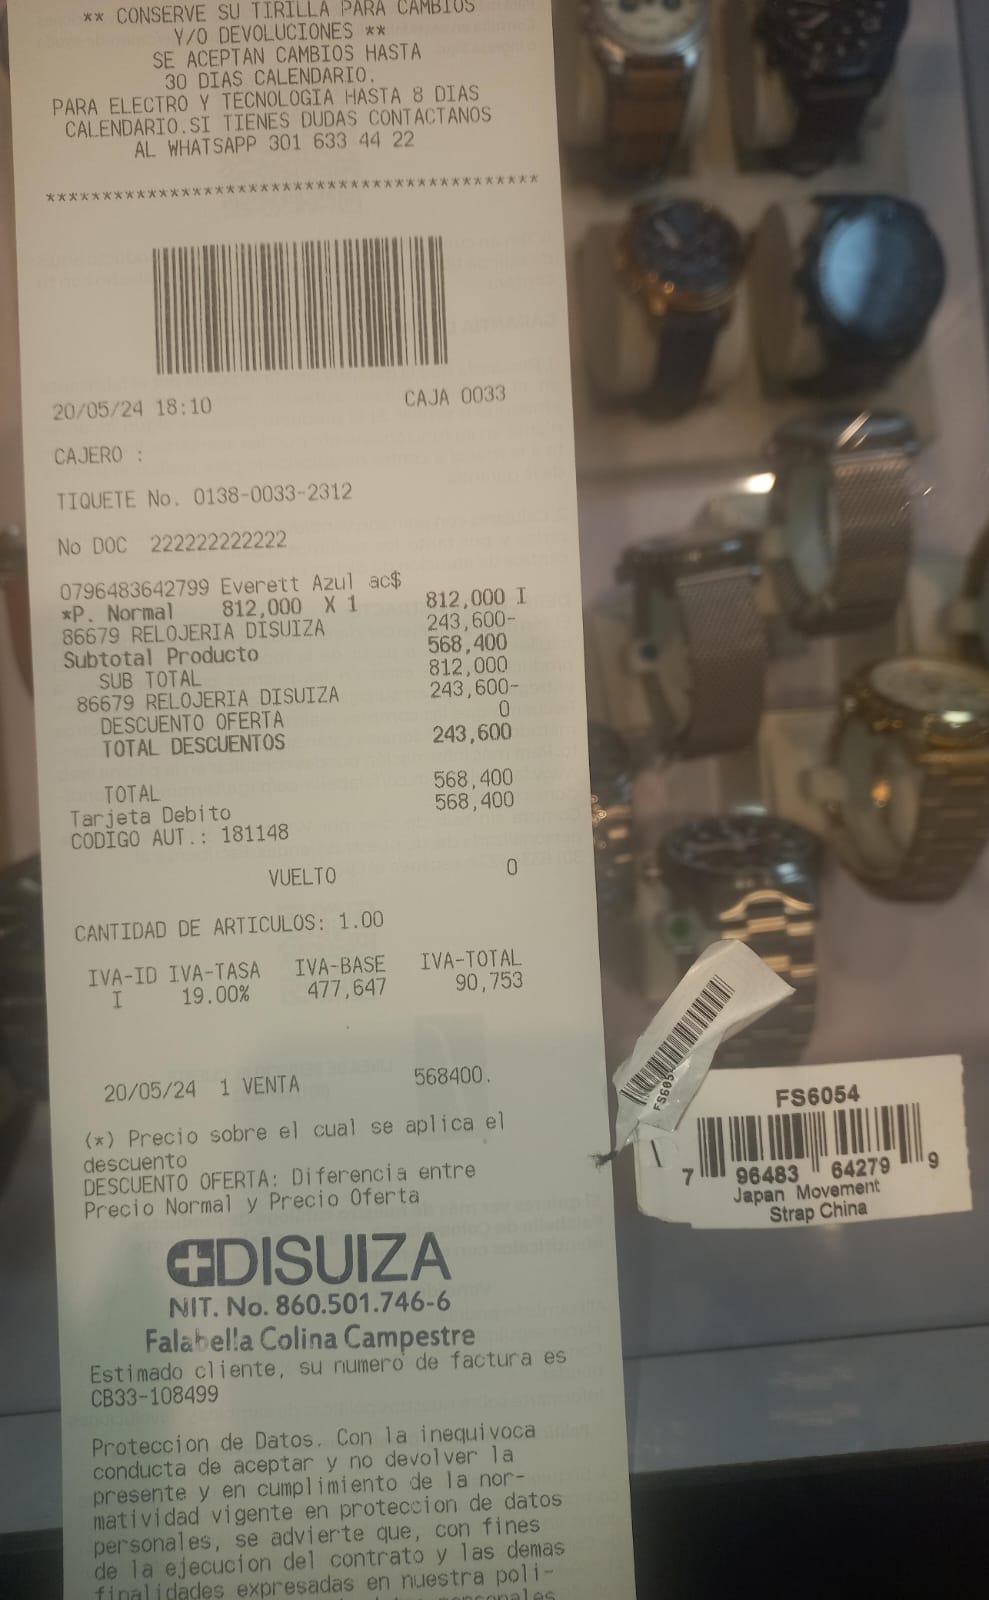 ** CONSERVE SU TIRILLA PARA CAMBIOS
Y/O DEVOLUCIONES **
SE ACEPTAN CAMBIOS HASTA
30 DIAS CALENDARIO.
PARA ELECTRO Y TECNOLOGIA HASTA 8 DIAS
CALENDARIO.SI TIENES DUDAS CONTACTANOS
AL WHATSAPP 301 633 44 22
*******************************************
20/05/24 18:10 CAJA 0033
CAJERO :
TIQUETE No. 0138-0033-2312
No DOC 222222222222
0796483642799 Everett Azul ac$
*P. Normal 812,000 X 1 812,000 I
86679 RELOJERIA DISUIZA 243,600-
Subtotal Producto 568,400
SUB TOTAL 812,000
86679 RELOJERIA DISUIZA 243,600-
DESCUENTO OFERTA 0
TOTAL DESCUENTOS 243,600
TOTAL 568,400
Tarjeta Debito 568,400
CODIGO AUT.: 181148
VUELTO 0
CANTIDAD DE ARTICULOS: 1.00
IVA-ID IVA-TASA IVA-BASE IVA-TOTAL
I 19.00% 477,647 90,753
20/05/24 1 VENTA 568400.
(*) Precio sobre el cual se aplica el
descuento
DESCUENTO OFERTA: Diferencia entre
Precio Normal y Precio Oferta
DISUIZA
NIT. No. 860.501.746-6
Falabella Colina Campestre
Estimado cliente, su numero de factura es
CB33-108499
Proteccion de Datos. Con la inequivoca
conducta de aceptar y no devolver la
presente y en cumplimiento de la nor-
matividad vigente en proteccion de datos
personales, se advierte que, con fines
de la ejecucion del contrato y las demas
finalidades expresadas en nuestra poli-
FS605
FS6054
7 96483 64279 9
Japan Movement
Strap China